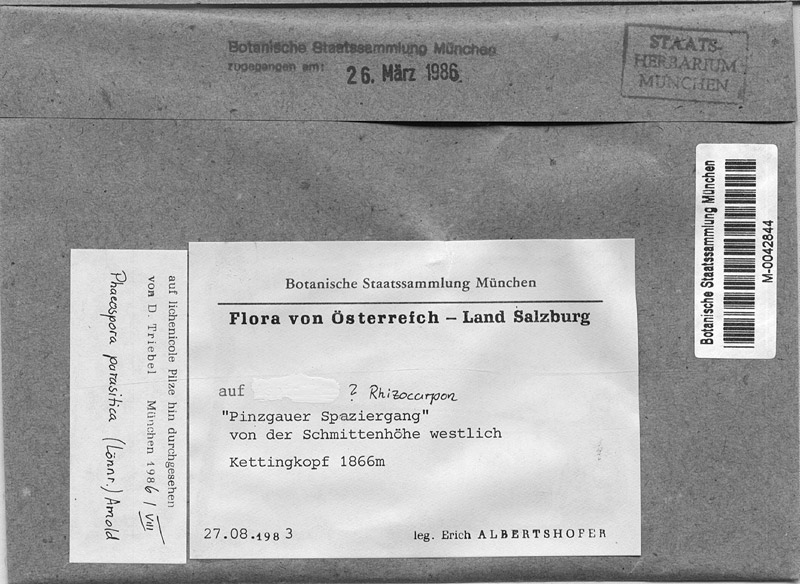 Botanische Staatssammlung München
zugegangen am:
26. März 1986
STAATS-
HERBARIUM
MÜNCHEN
Botanische Staatssammlung München
M-0042844
Botanische Staatssammlung München
Flora von Österreich – Land Salzburg
auf ? Rhizocarpon
"Pinzgauer Spaziergang"
von der Schmittenhöhe westlich
Kettingkopf 1866m
27.08.1983 leg. Erich ALBERTSHOFER
auf lichenicole Pilze hin durchgesehen
von D. Triebel München 1986 / VIII
Phaeospora parasitica (Lönnr.) Arnold